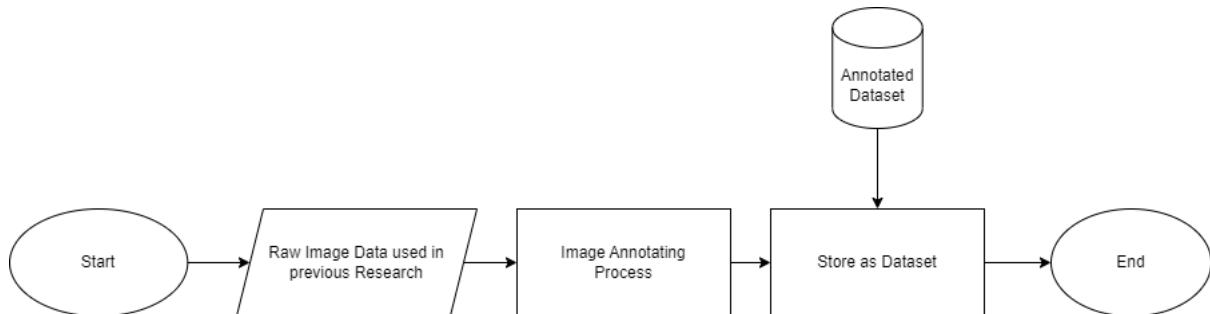 Annotated
Dataset
Start
Raw Image Data used in
previous Research
Image Annotating
Process
Store as Dataset
End